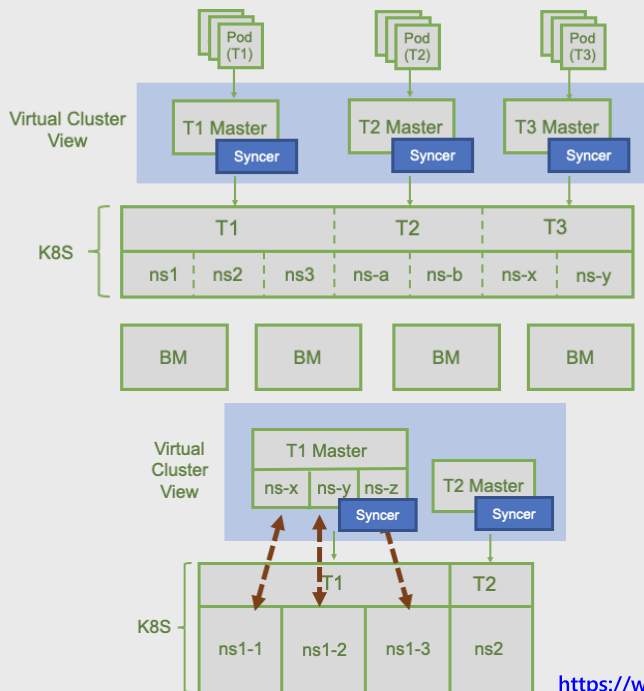 Pod
(T1)
Pod
(T2)
Pod
(T3)
Virtual Cluster
View
T1 Master
Syncer
T2 Master
Syncer
T3 Master
Syncer
K8S
T1
T2
T3
ns1
ns2
ns3
ns-a
ns-b
ns-x
ns-y
BM
BM
BM
BM
Virtual
Cluster
View
T1 Master
ns-x
ns-y
ns-z
Syncer
T2 Master
Syncer
K8S
T1
T2
ns1-1
ns1-2
ns1-3
ns2
https://w